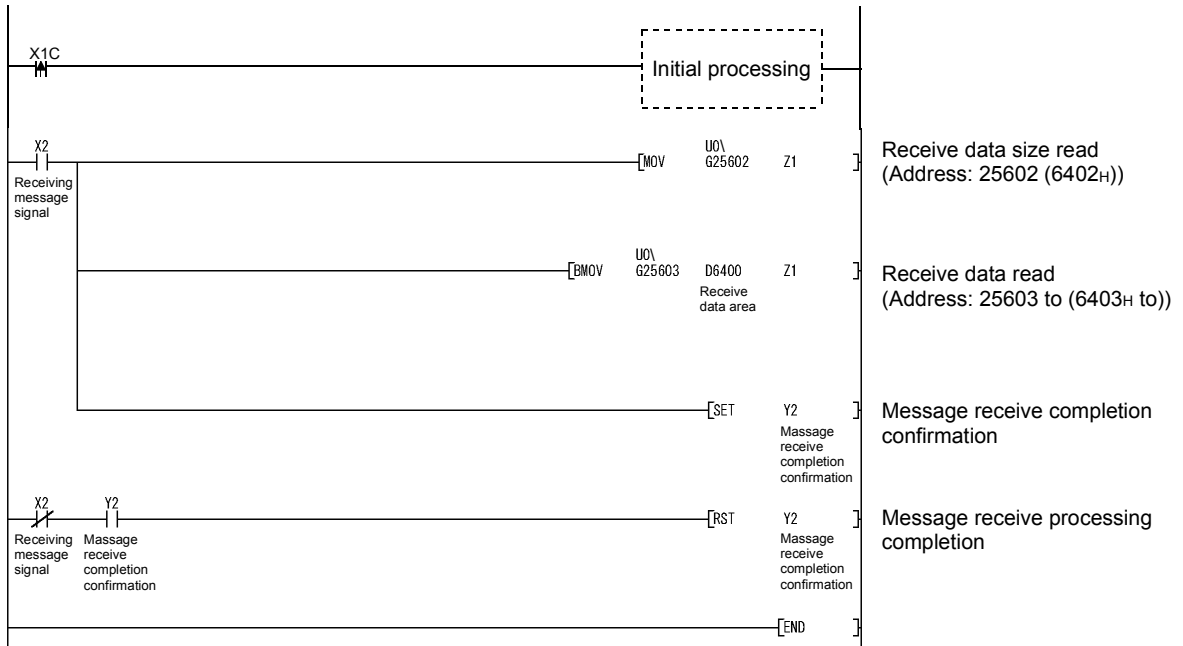 X1C
Initial processing
X2
Receiving
message
signal
[MOV U0\ G25602 Z1 ]
Receive data size read
(Address: 25602 (6402H))
[BMOV U0\ G25603 D6400 Z1 ]
Receive
data area
Receive data read
(Address: 25603 to (6403H to))
[SET Y2 ]
Massage
receive
completion
confirmation
Message receive completion
confirmation
X2 Y2
Receiving
message
signal
Massage
receive
completion
confirmation
[RST Y2 ]
Massage
receive
completion
confirmation
Message receive processing
completion
[END ]